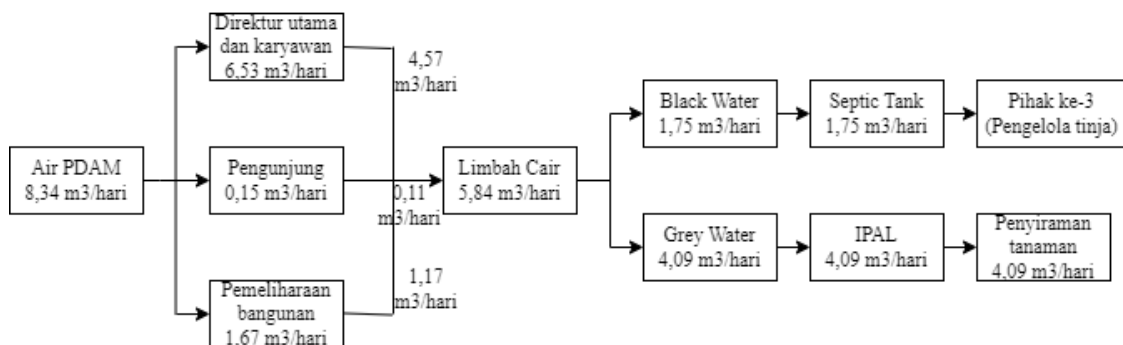 Direktur utama
dan karyawan
6,53 m3/hari
4,57
m3/hari
Black Water
1,75 m3/hari
Septic Tank
1,75 m3/hari
Pihak ke-3
(Pengelola tinja)
Air PDAM
8,34 m3/hari
Pengunjung
0,15 m3/hari
0,11
m3/hari
Limbah Cair
5,84 m3/hari
Grey Water
4,09 m3/hari
IPAL
4,09 m3/hari
Penyiraman
tanaman
4,09 m3/hari
Pemeliharaan
bangunan
1,67 m3/hari
1,17
m3/hari